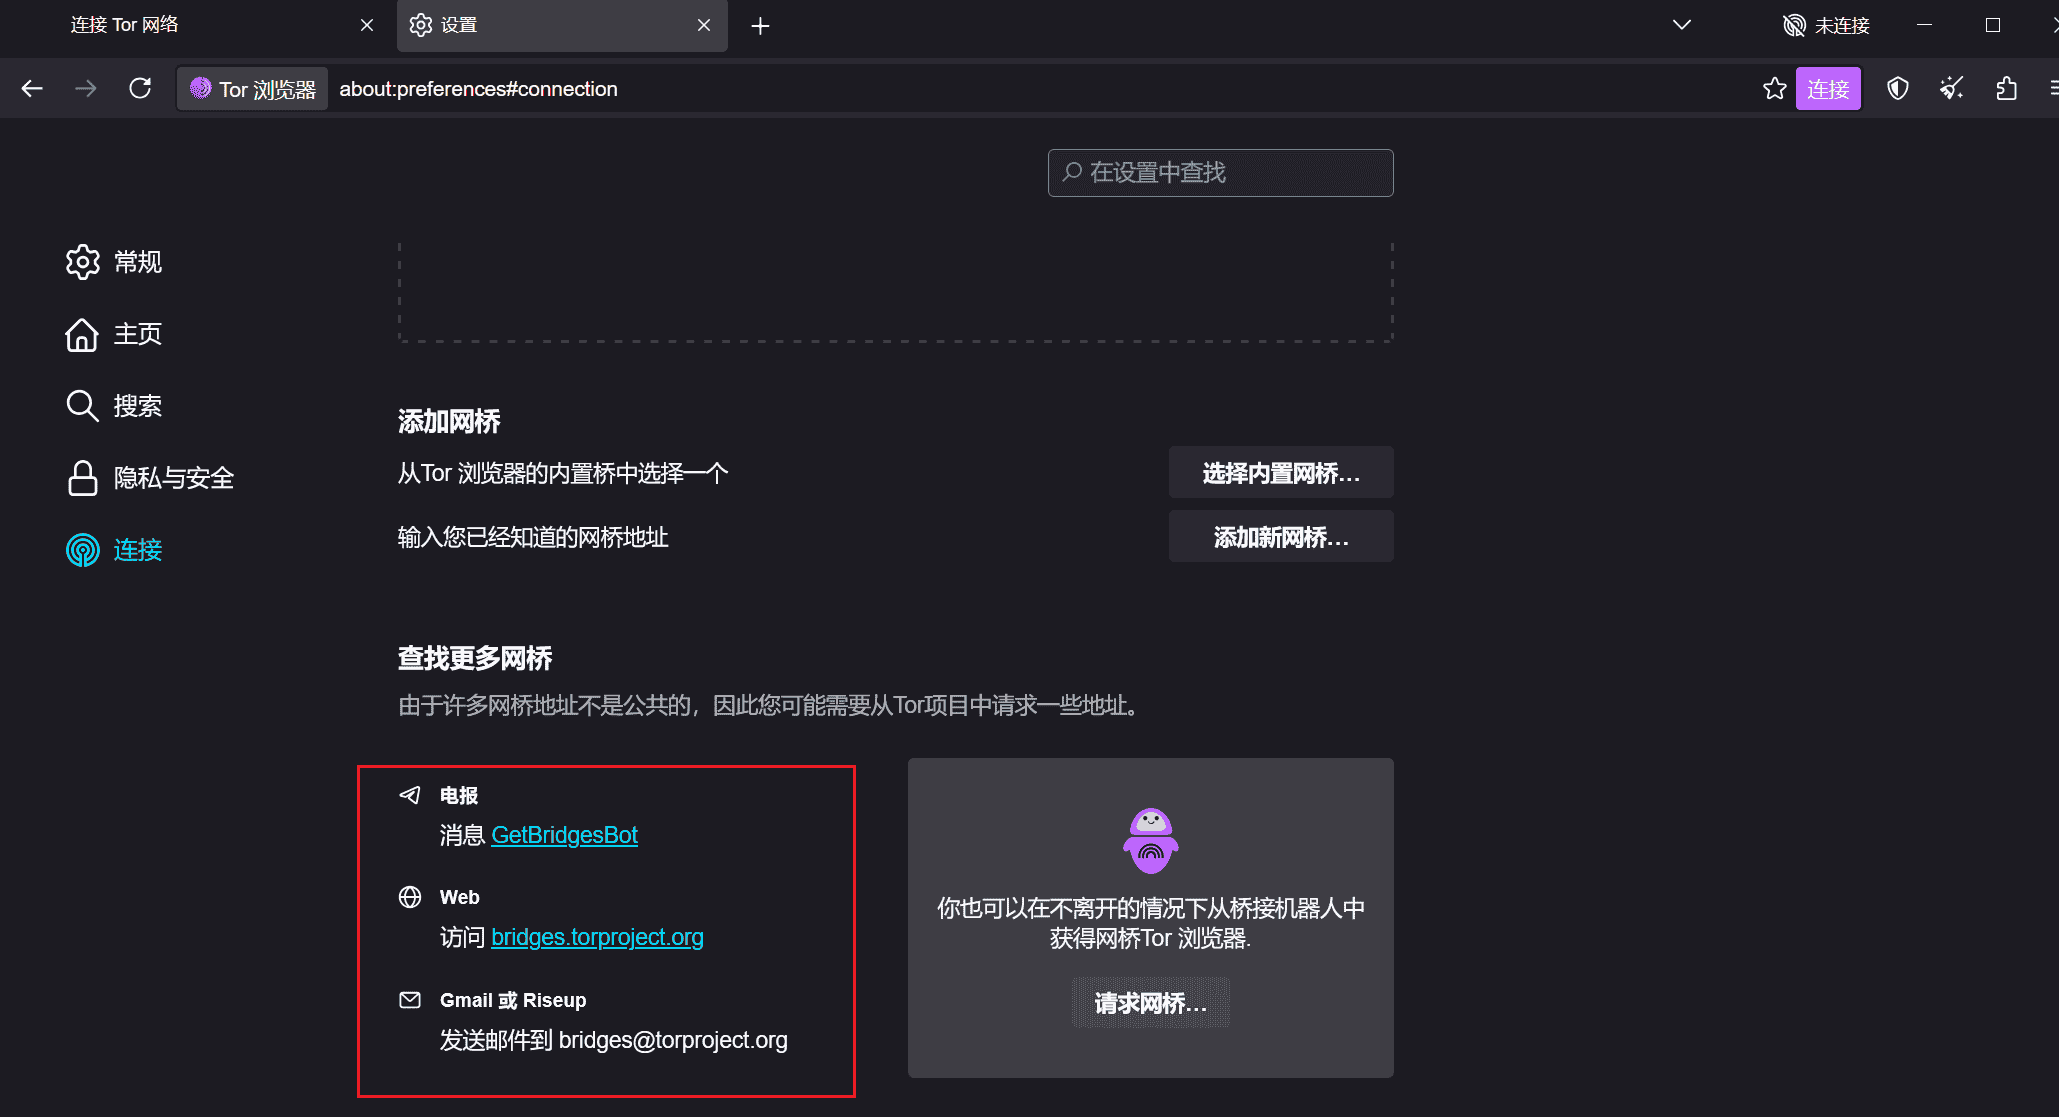 连接 Tor 网络
设置
未连接
Tor 浏览器
about:preferences#connection
连接
在设置中查找
常规
主页
搜索
隐私与安全
连接
添加网桥
从Tor 浏览器的内置桥中选择一个
选择内置网桥...
输入您已经知道的网桥地址
添加新网桥...
查找更多网桥
由于许多网桥地址不是公共的，因此您可能需要从Tor项目中请求一些地址。
电报
消息 GetBridgesBot
Web
访问 bridges.torproject.org
Gmail 或 Riseup
发送邮件到 bridges@torproject.org
你也可以在不离开的情况下从桥接机器人中
获得网桥Tor 浏览器.
请求网桥...